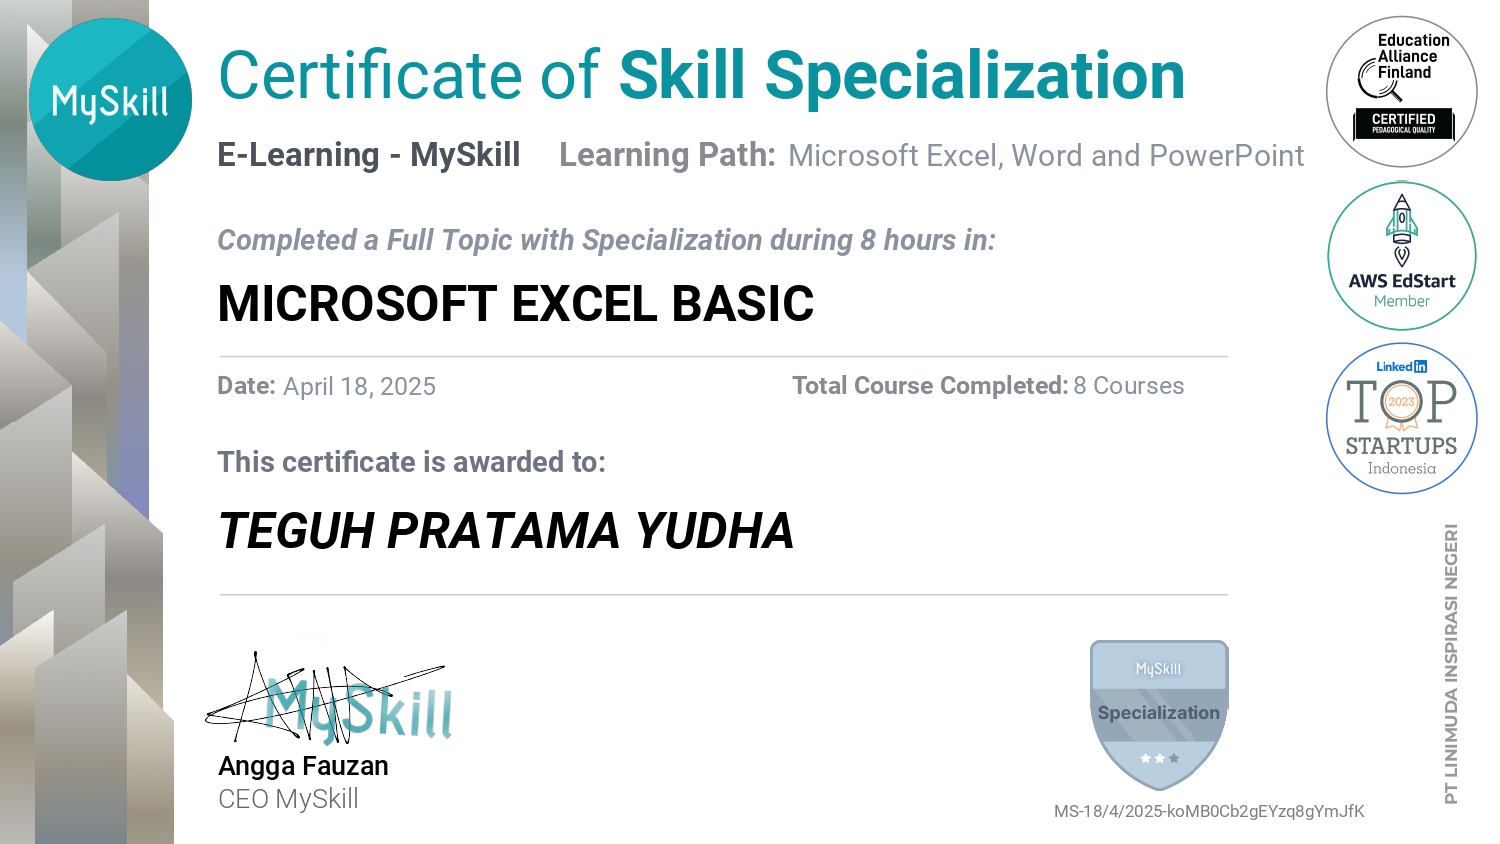 MySkill
Certificate of Skill Specialization
E-Learning - MySkill Learning Path: Microsoft Excel, Word and PowerPoint
Completed a Full Topic with Specialization during 8 hours in:
MICROSOFT EXCEL BASIC
Date: April 18, 2025 Total Course Completed: 8 Courses
This certificate is awarded to:
TEGUH PRATAMA YUDHA
MySkill
Angga Fauzan
CEO MySkill
MySkill
Specialization
MS-18/4/2025-koMB0Cb2gEYzq8gYmJfK
Education
Alliance
Finland
CERTIFIED
PEDAGOGICAL QUALITY
AWS EdStart
Member
Linked in
TOP
2023
STARTUPS
Indonesia
PT LINIMUDA INSPIRASI NEGERI